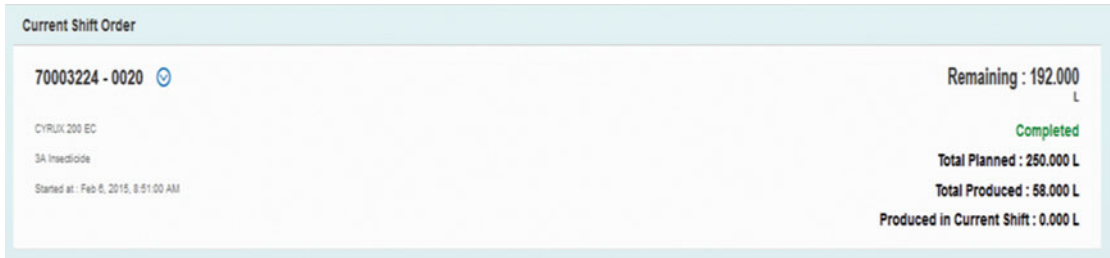 Current Shift Order
70003224 - 0020
Remaining : 192.000
L
CYRUX 200 EC
Completed
3A Insecticide
Total Planned : 250.000 L
Started at : Feb 6, 2015, 8:51:00 AM
Total Produced : 58.000 L
Produced in Current Shift : 0.000 L